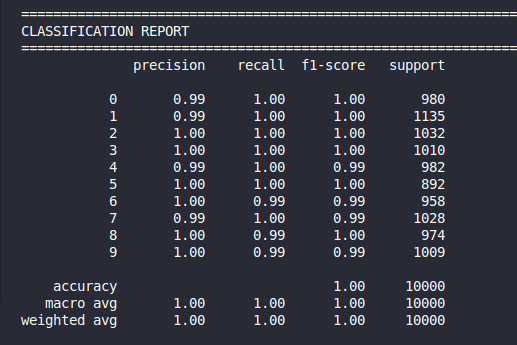 ================================================================
CLASSIFICATION REPORT
================================================================
precision recall f1-score support
0 0.99 1.00 1.00 980
1 0.99 1.00 1.00 1135
2 1.00 1.00 1.00 1032
3 1.00 1.00 1.00 1010
4 0.99 1.00 0.99 982
5 1.00 1.00 1.00 892
6 1.00 0.99 0.99 958
7 0.99 1.00 0.99 1028
8 1.00 0.99 1.00 974
9 1.00 0.99 0.99 1009
accuracy 1.00 10000
macro avg 1.00 1.00 1.00 10000
weighted avg 1.00 1.00 1.00 10000